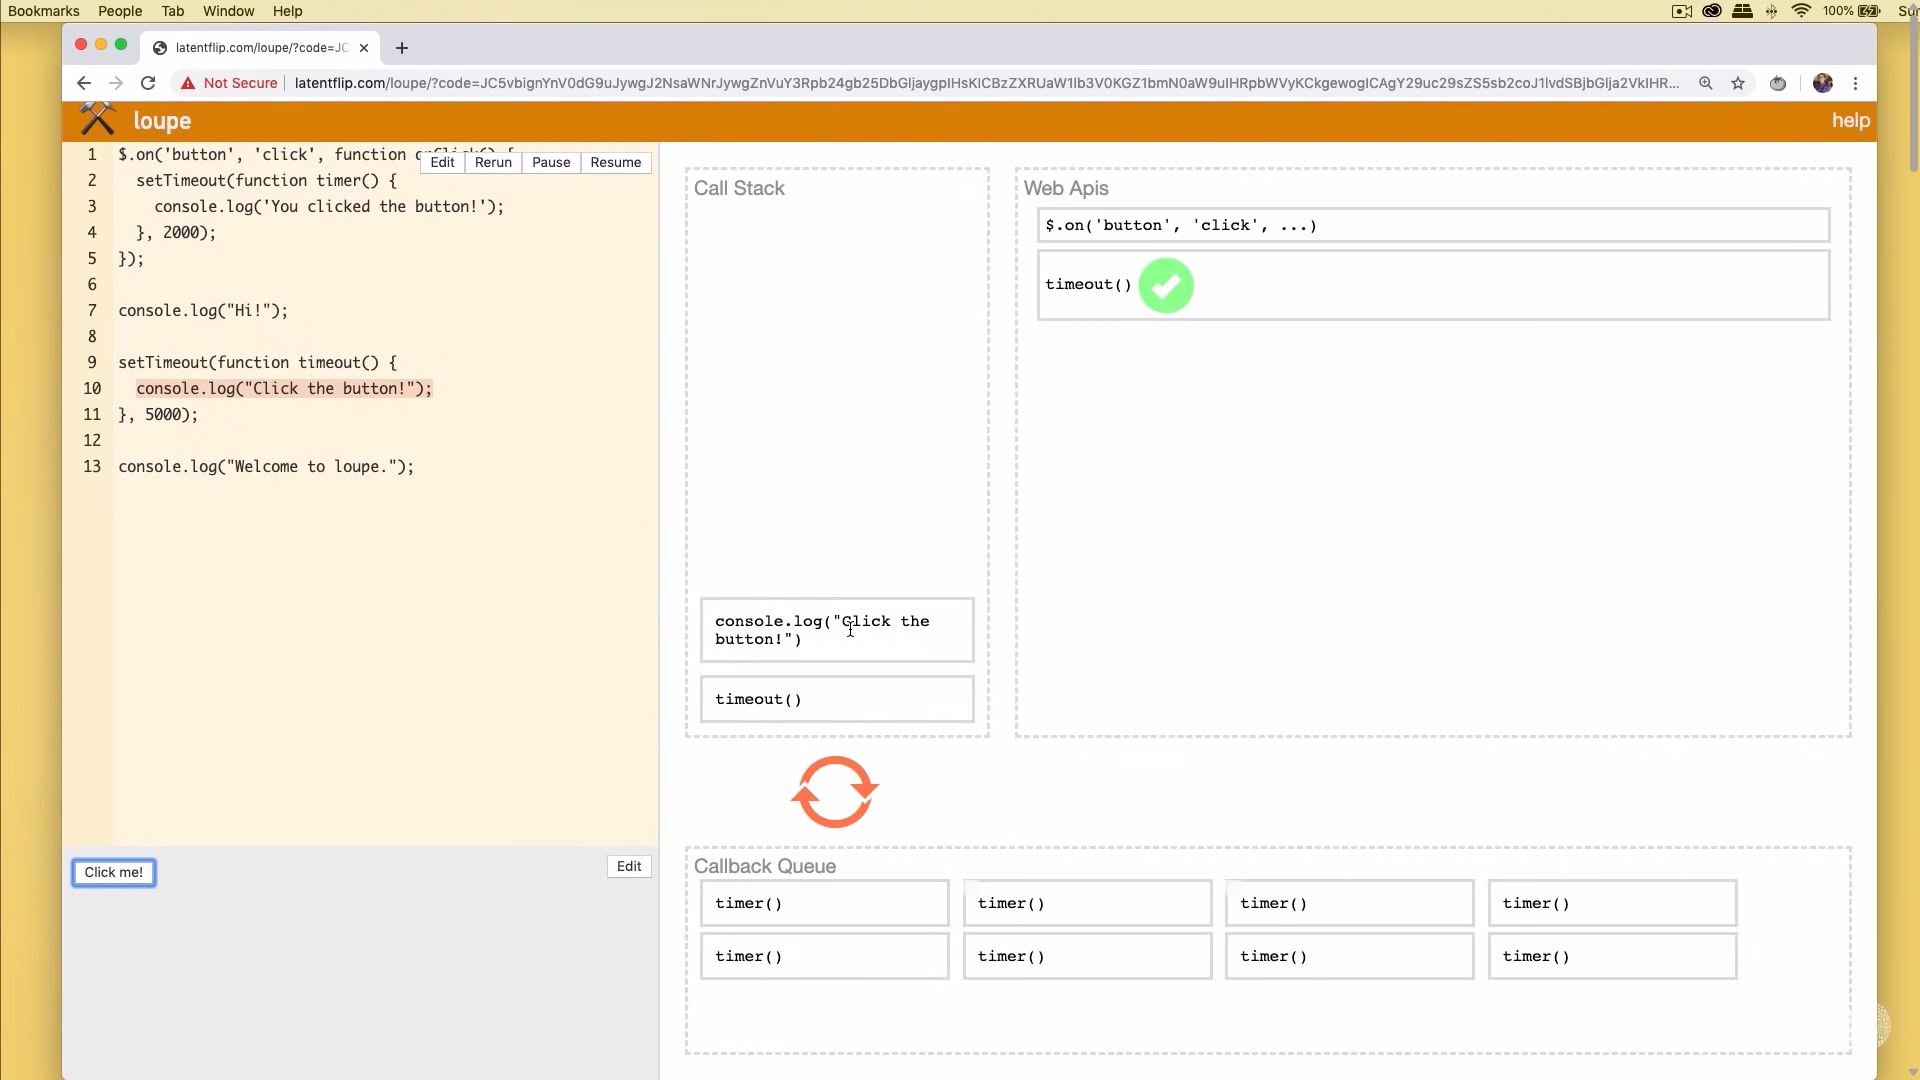 Bookmarks People Tab Window Help
100%
latentflip.com/loupe/?code=JC
Not Secure
latentflip.com/loupe/?code=JC5vbignYnV0dG9uJywgJ2NsaWNrJywgZnVuY3Rpb24gb25DbGljaygpIHsKICBzZXRUaW1lb3V0KGZ1bmN0aW9uIHRpbWVyKCkgewogICAgY29uc29sZS5sb2coJ1lvdSBjbGlja2VkIHR...
loupe
help
1 $.on('button', 'click', function
Edit Rerun Pause Resume
2 setTimeout(function timer() {
3 console.log('You clicked the button!');
4 }, 2000);
5 });
6
7 console.log("Hi!");
8
9 setTimeout(function timeout() {
10 console.log("Click the button!");
11 }, 5000);
12
13 console.log("Welcome to loupe.");
Click me!
Edit
Call Stack
console.log("Click the
button!")
timeout()
Web Apis
$.on('button', 'click', ...)
timeout()
Callback Queue
timer() timer() timer() timer()
timer() timer() timer() timer()